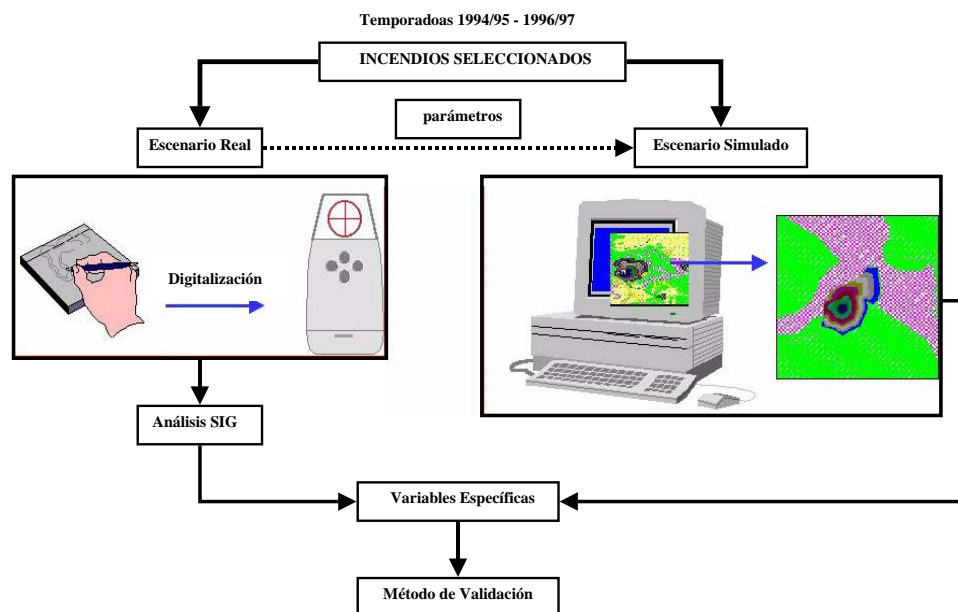 Temporadoas 1994/95 - 1996/97
INCENDIOS SELECCIONADOS
parámetros
Escenario Real
Escenario Simulado
Digitalización
Análisis SIG
Variables Específicas
Método de Validación